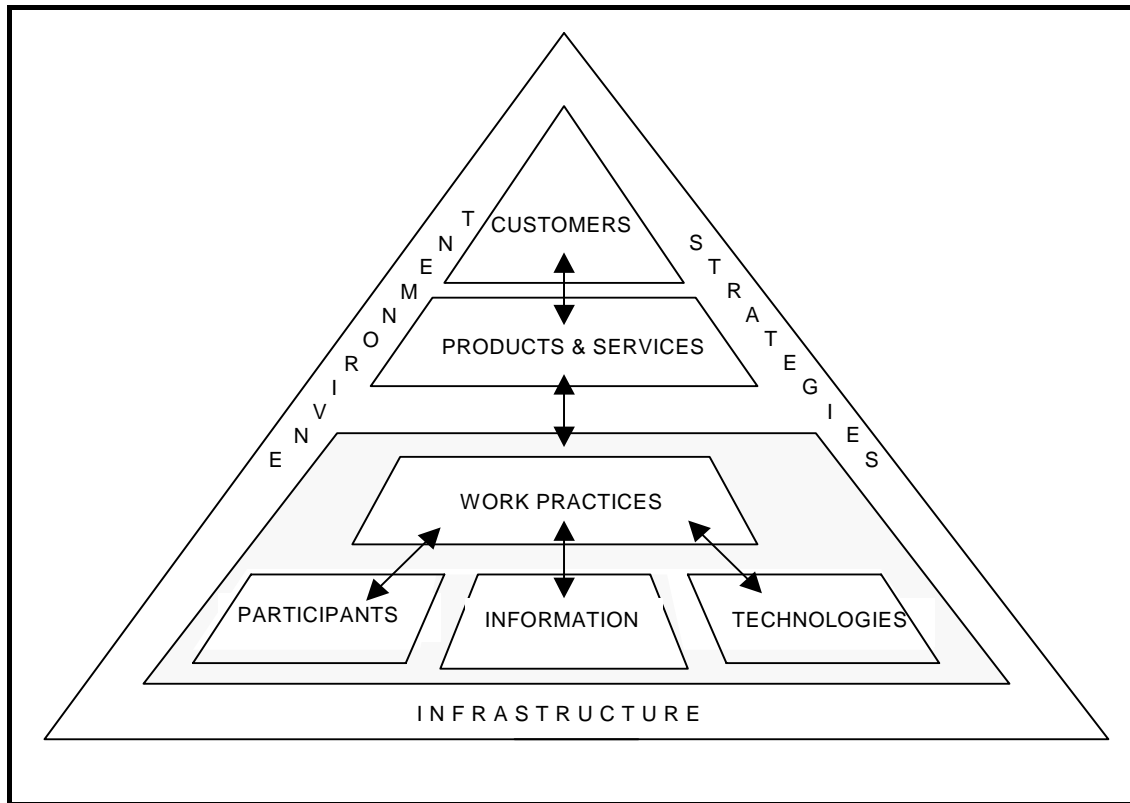 CUSTOMERS
ENVIRONMENT
STRATEGIES
PRODUCTS & SERVICES
WORK PRACTICES
PARTICIPANTS
INFORMATION
TECHNOLOGIES
INFRASTRUCTURE